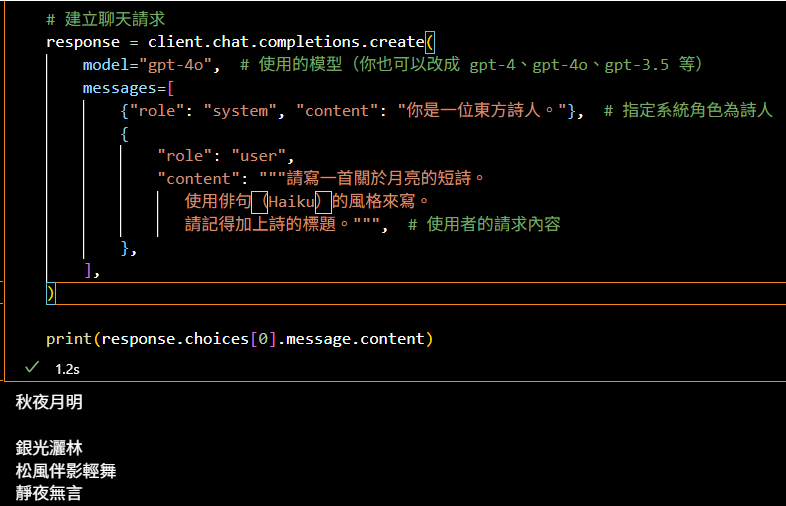 # 建立聊天請求
response = client.chat.completions.create(
    model="gpt-4o",  # 使用的模型（你也可以改成 gpt-4、gpt-4o、gpt-3.5 等）
    messages=[
        {"role": "system", "content": "你是一位東方詩人。"},  # 指定系統角色為詩人
        {
            "role": "user",
            "content": """請寫一首關於月亮的短詩。
               使用俳句（Haiku）的風格來寫。
               請記得加上詩的標題。""",  # 使用者的請求內容
        },
    ],
)
print(response.choices[0].message.content)
✓ 1.2s
秋夜月明
銀光灑林
松風伴影輕舞
靜夜無言